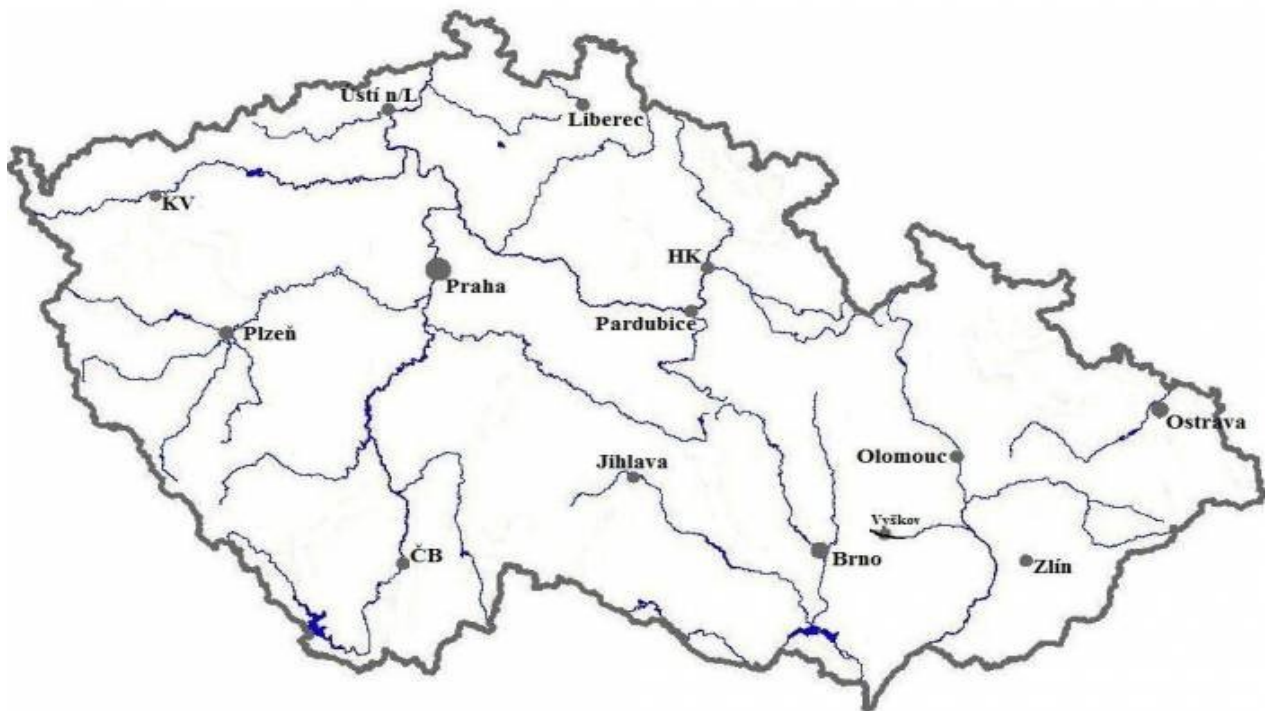 Ústí n/L
Liberec
KV
HK
Praha
Pardubice
Plzeň
Ostrava
Jihlava
Olomouc
Vyškov
ČB
Brno
Zlín